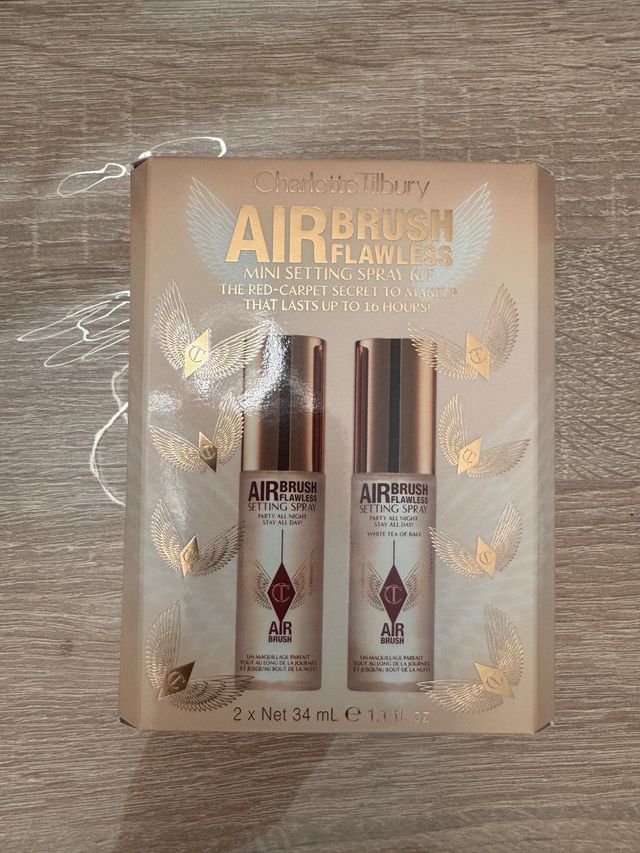 Charlotte Tilbury
AIRBRUSH
FLAWLESS
MINI SETTING SPRAY KIT
THE RED-CARPET SECRET TO MAKEUP
THAT LASTS UP TO 16 HOURS
AIRBRUSH
FLAWLESS
SETTING SPRAY
PARTY ALL NIGHT
STAY ALL DAY!
CT
AIR
BRUSH
UN MAQUILLAGE PARFAIT
TOUT AU LONG DE LA JOURNÉE
ET JUSQU'AU BOUT DE LA NUIT!
AIRBRUSH
FLAWLESS
SETTING SPRAY
PARTY ALL NIGHT
STAY ALL DAY!
WHITE TEA OF BALI
CT
AIR
BRUSH
UN MAQUILLAGE PARFAIT
TOUT AU LONG DE LA JOURNÉE
ET JUSQU'AU BOUT DE LA NUIT!
2 x Net 34 mL ℮ fl. oz.